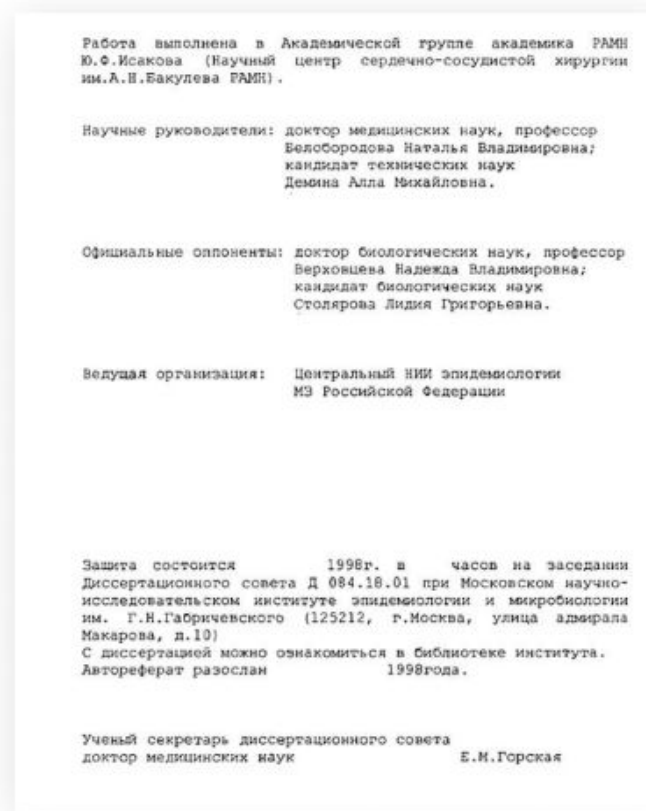 Работа выполнена в Академической группе академика РАМН
Ю.Ф.Исакова (Научный центр сердечно-сосудистой хирургии
им.А.Н.Бакулева РАМН).
Научные руководители: доктор медицинских наук, профессор
Белобородова Наталья Владимировна;
кандидат технических наук
Демина Алла Михайловна.
Официальные оппоненты: доктор биологических наук, профессор
Верховцева Надежда Владимировна;
кандидат биологических наук
Столярова Лидия Григорьевна.
Ведущая организация: Центральный НИИ эпидемиологии
МЗ Российской Федерации
Защита состоится 1998г. в часов на заседании
Диссертационного совета Д 084.18.01 при Московском научно-
исследовательском институте эпидемиологии и микробиологии
им. Г.Н.Габричевского (125212, г.Москва, улица адмирала
Макарова, д.10)
С диссертацией можно ознакомиться в библиотеке института.
Автореферат разослан 1998года.
Ученый секретарь диссертационного совета
доктор медицинских наук Е.М.Горская